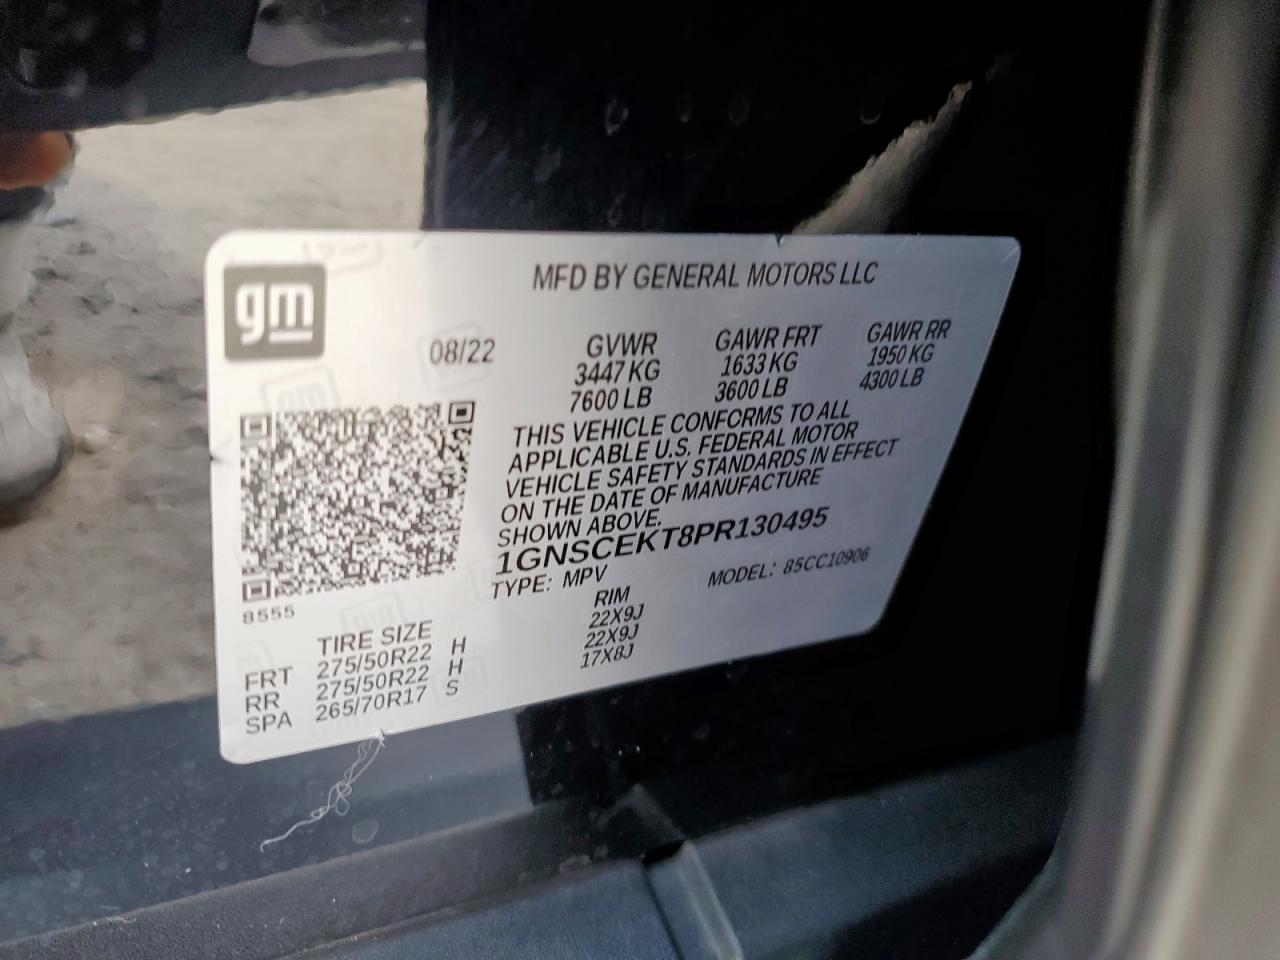 gm
MFD BY GENERAL MOTORS LLC
08/22
GVWR GAWR FRT GAWR RR
3447 KG 1633 KG 1950 KG
7600 LB 3600 LB 4300 LB
THIS VEHICLE CONFORMS TO ALL
APPLICABLE U.S. FEDERAL MOTOR
VEHICLE SAFETY STANDARDS IN EFFECT
ON THE DATE OF MANUFACTURE
SHOWN ABOVE.
1GNSCEKT8PR130495
TYPE: MPV MODEL: 85CC10906
8555
TIRE SIZE RIM
FRT 275/50R22 H 22X9J
RR 275/50R22 H 22X9J
SPA 265/70R17 S 17X8J